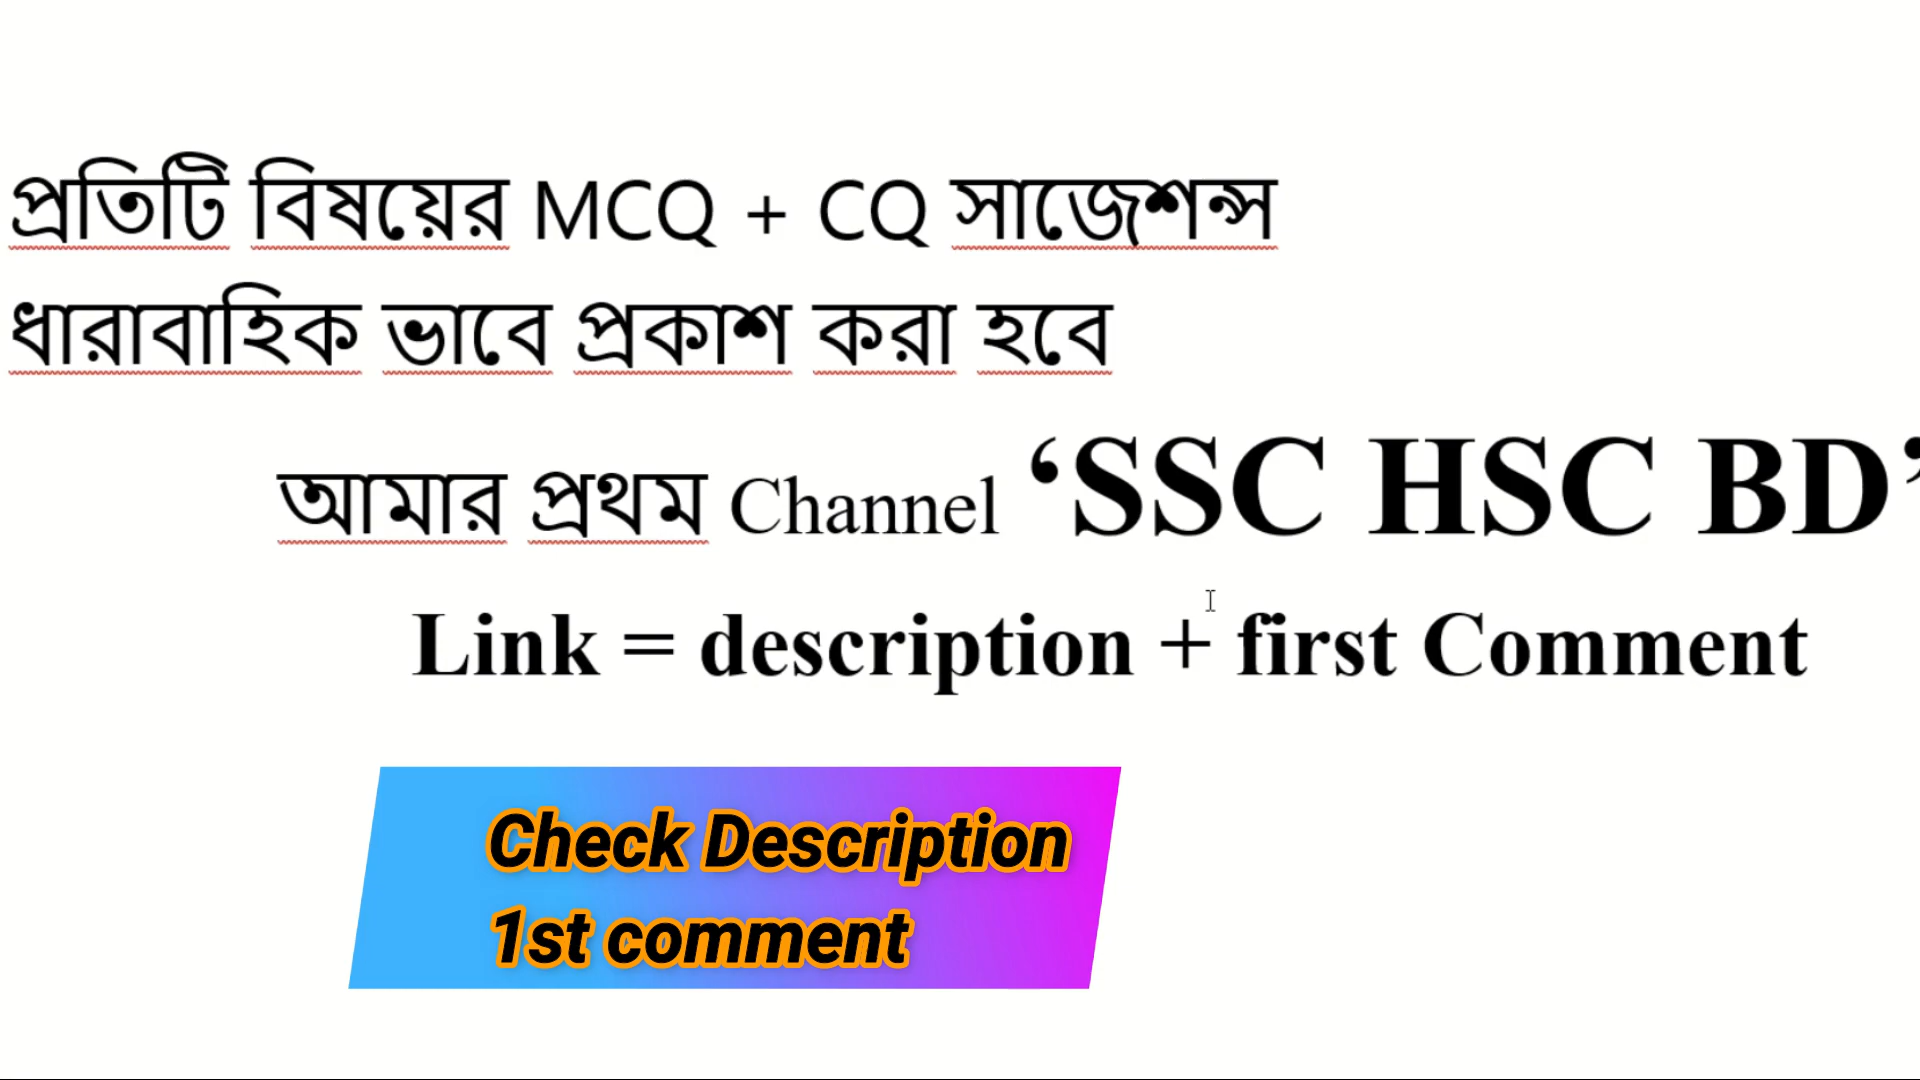 প্রতিটি বিষয়ের MCQ + CQ সাজেশন্স
ধারাবাহিক ভাবে প্রকাশ করা হবে
আমার প্রথম Channel ‘SSC HSC BD’
Link = description + first Comment
Check Description
1st comment